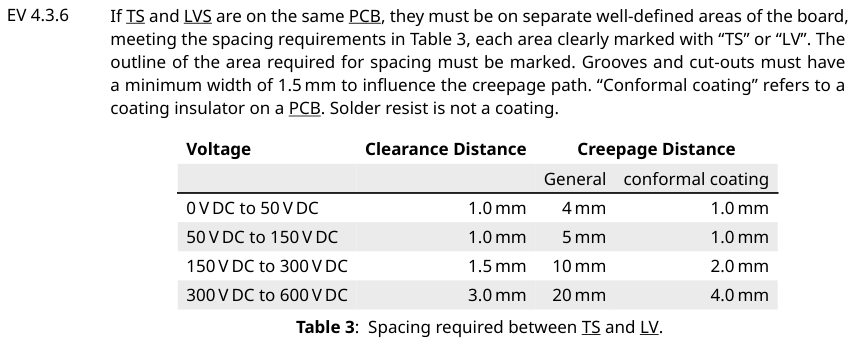 EV 4.3.6 If TS and LVS are on the same PCB, they must be on separate well-defined areas of the board,
meeting the spacing requirements in Table 3, each area clearly marked with “TS” or “LV”. The
outline of the area required for spacing must be marked. Grooves and cut-outs must have
a minimum width of 1.5 mm to influence the creepage path. “Conformal coating” refers to a
coating insulator on a PCB. Solder resist is not a coating.
Voltage Clearance Distance Creepage Distance
General conformal coating
0 V DC to 50 V DC 1.0 mm 4 mm 1.0 mm
50 V DC to 150 V DC 1.0 mm 5 mm 1.0 mm
150 V DC to 300 V DC 1.5 mm 10 mm 2.0 mm
300 V DC to 600 V DC 3.0 mm 20 mm 4.0 mm
Table 3: Spacing required between TS and LV.